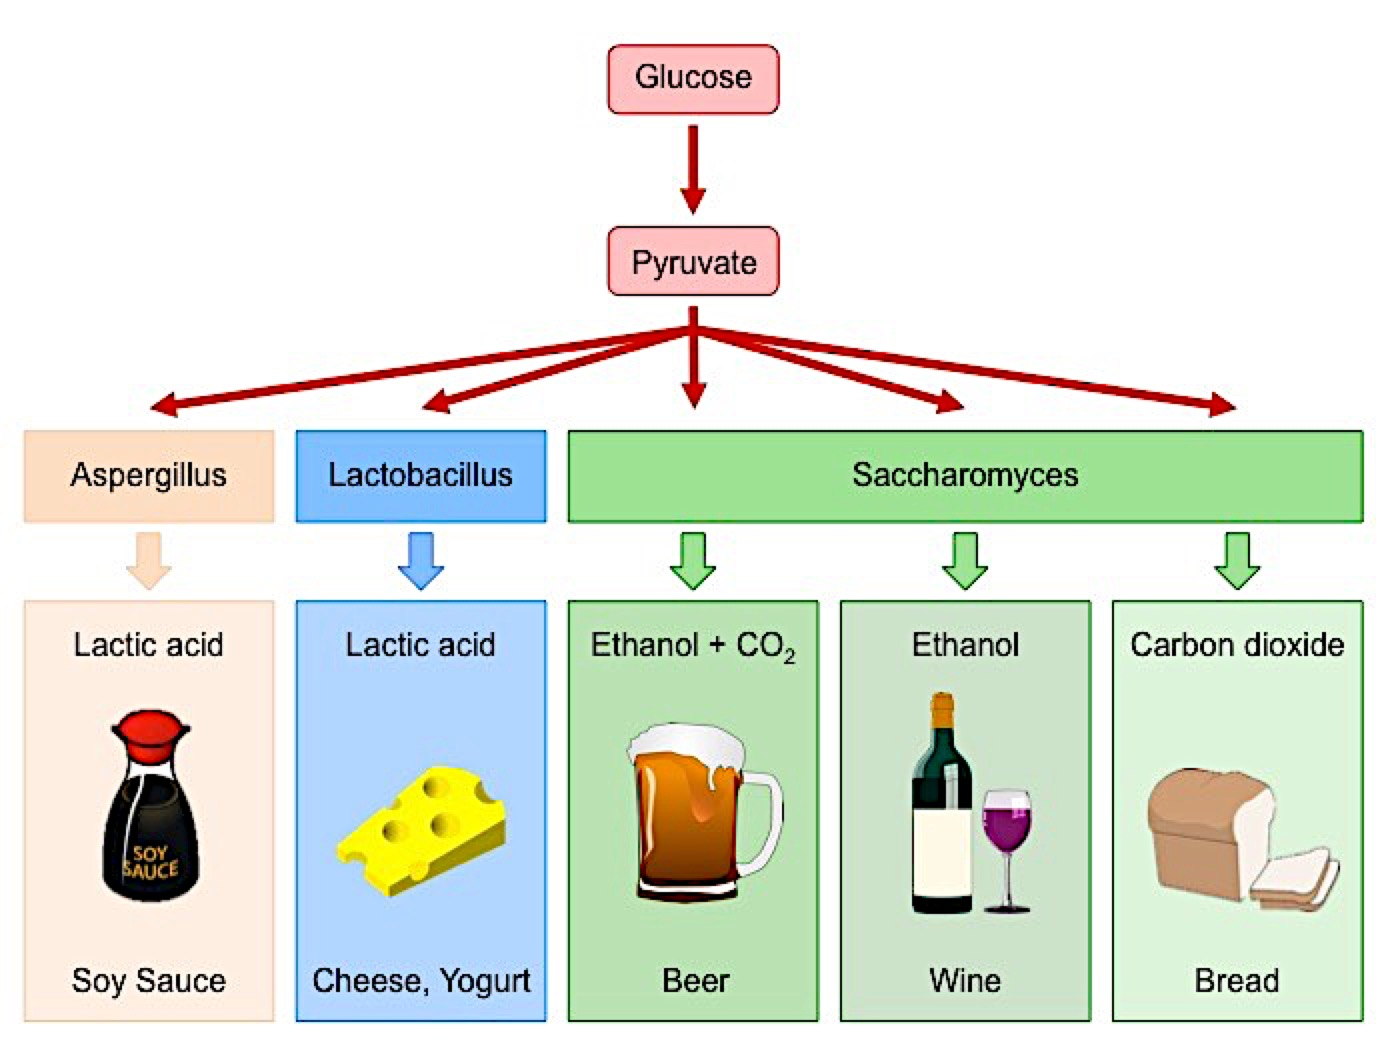 Glucose
Pyruvate
Aspergillus
Lactobacillus
Saccharomyces
Lactic acid
Lactic acid
Ethanol + CO₂
Ethanol
Carbon dioxide
SOY
SAUCE
Soy Sauce
Cheese, Yogurt
Beer
Wine
Bread